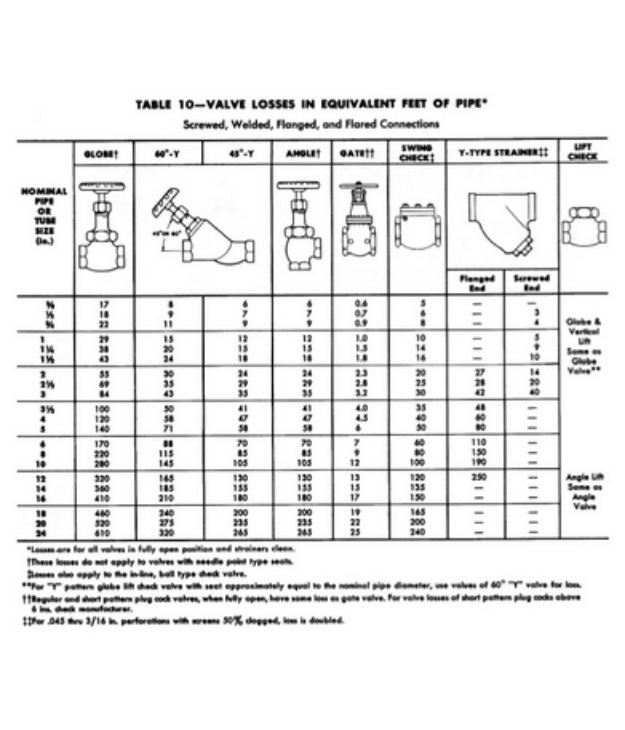 TABLE 10—VALVE LOSSES IN EQUIVALENT FEET OF PIPE*
Screwed, Welded, Flanged, and Flared Connections
NOMINAL PIPE OR TUBE SIZE (in.) GLOBE† 60°-Y 45°-Y ANGLE† GATE†† SWING CHECK‡ Y-TYPE STRAINER‡‡ LIFT CHECK
45° OR 60°
Flanged End Screwed End
⅜ 17 8 6 6 0.6 5 — —
½ 18 9 7 7 0.7 6 — 3
¾ 22 11 9 9 0.9 8 — 4
1 29 15 12 12 1.0 10 — 5
1¼ 38 20 15 15 1.5 14 — 9
1½ 43 24 18 18 1.8 16 — 10
2 55 30 24 24 2.3 20 27 14
2½ 69 35 29 29 2.8 25 28 20
3 84 43 35 35 3.2 30 42 40
3½ 100 50 41 41 4.0 35 48 —
4 120 58 47 47 4.5 40 60 —
5 140 71 58 58 6 50 80 —
6 170 88 70 70 7 60 110 —
8 220 115 85 85 9 80 150 —
10 280 145 105 105 12 100 190 —
12 320 165 130 130 13 120 250 —
14 360 185 155 155 15 135 — —
16 410 210 180 180 17 150 — —
18 460 240 200 200 19 165 — —
20 520 275 235 235 22 200 — —
24 610 320 265 265 25 240 — —
Globe &
Vertical
Lift
Same as
Globe
Valve**
Angle Lift
Same as
Angle
Valve
*Losses are for all valves in fully open position and strainers clean.
†These losses do not apply to valves with needle point type seats.
‡Losses also apply to the in-line, ball type check valve.
**For "Y" pattern globe lift check valve with seat approximately equal to the nominal pipe diameter, use values of 60° "Y" valve for loss.
††Regular and short pattern plug cock valves, when fully open, have same loss as gate valve. For valve losses of short pattern plug cocks above
6 ins. check manufacturer.
‡‡For .045 thru 3/16 in. perforations with screens 50% clogged, loss is doubled.